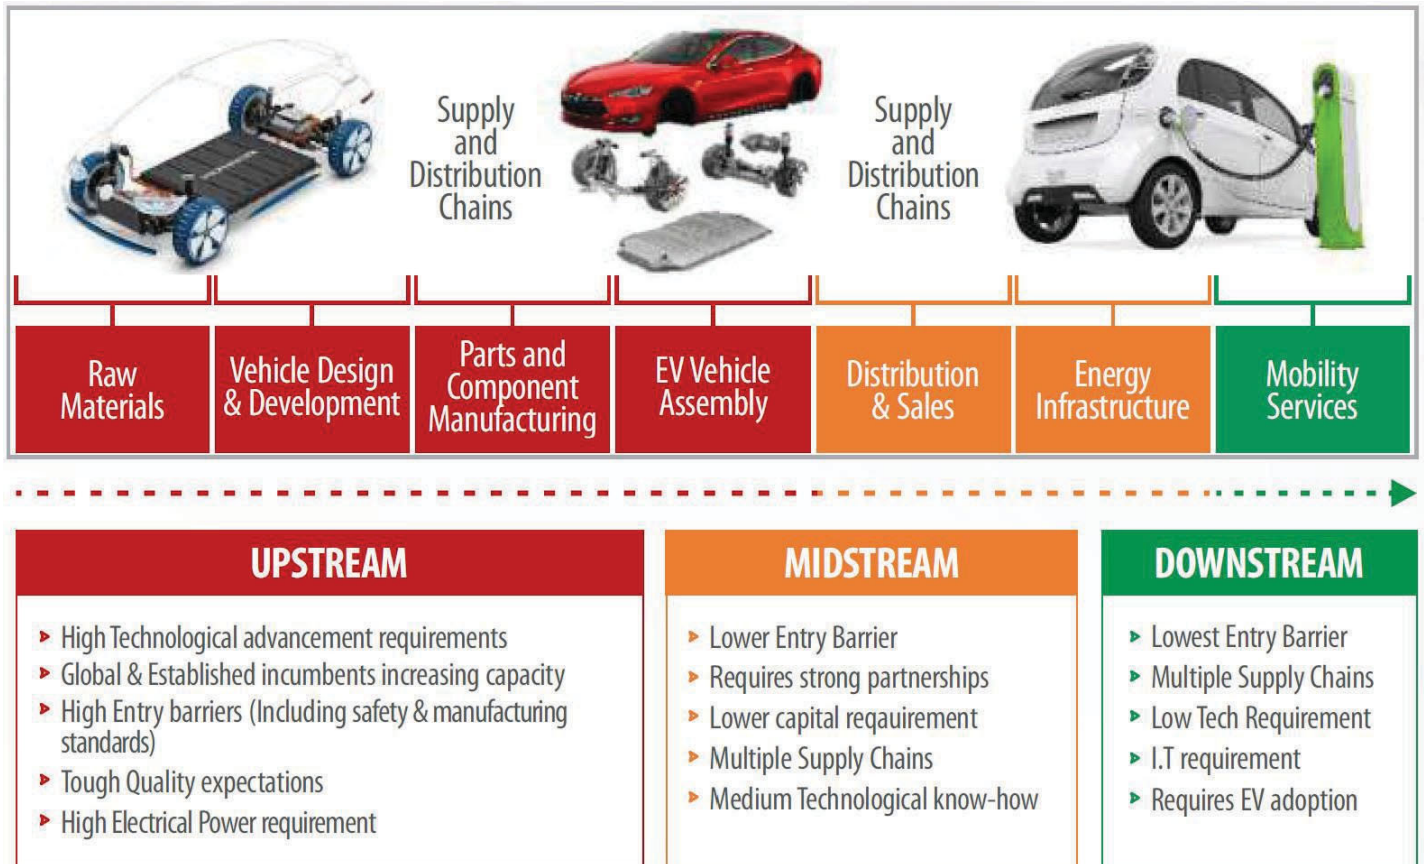 Supply
and
Distribution
Chains
Supply
and
Distribution
Chains
Raw
Materials
Vehicle Design
& Development
Parts and
Component
Manufacturing
EV Vehicle
Assembly
Distribution
& Sales
Energy
Infrastructure
Mobility
Services
UPSTREAM
High Technological advancement requirements
Global & Established incumbents increasing capacity
High Entry barriers (Including safety & manufacturing
standards)
Tough Quality expectations
High Electrical Power requirement
MIDSTREAM
Lower Entry Barrier
Requires strong partnerships
Lower capital reqauirement
Multiple Supply Chains
Medium Technological know-how
DOWNSTREAM
Lowest Entry Barrier
Multiple Supply Chains
Low Tech Requirement
I.T requirement
Requires EV adoption